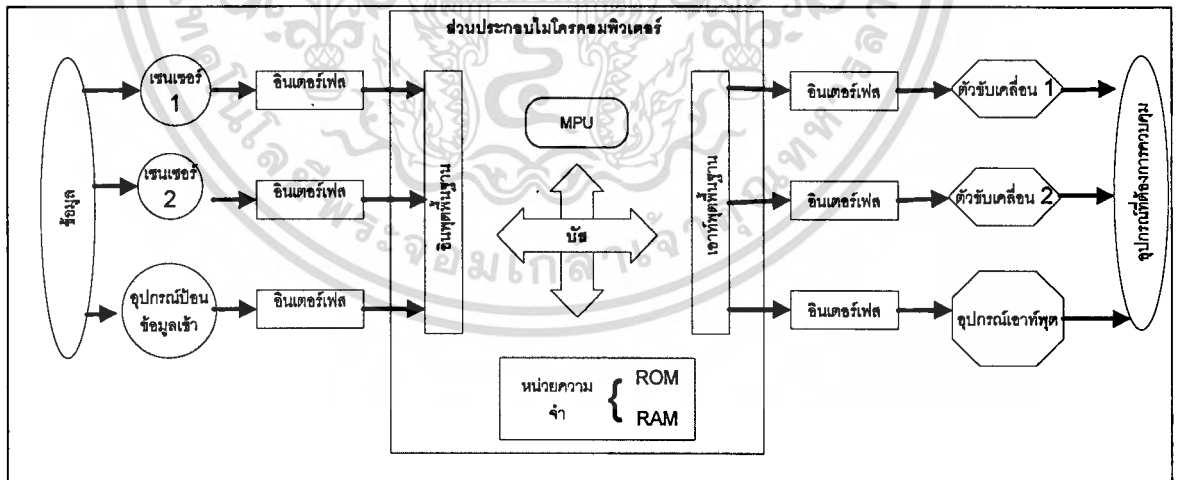 ส่วนประกอบไมโครคอมพิวเตอร์
ข้อมูล
เซนเซอร์
1
อินเตอร์เฟส
เซนเซอร์
2
อินเตอร์เฟส
อุปกรณ์ป้อน
ข้อมูลเข้า
อินเตอร์เฟส
อินพุตพื้นฐาน
MPU
บัส
หน่วยความ
จำ
ROM
RAM
เอาท์พุตพื้นฐาน
อินเตอร์เฟส
ตัวขับเคลื่อน 1
อินเตอร์เฟส
ตัวขับเคลื่อน 2
อินเตอร์เฟส
อุปกรณ์เอาท์พุต
อุปกรณ์ที่ต้องการควบคุม